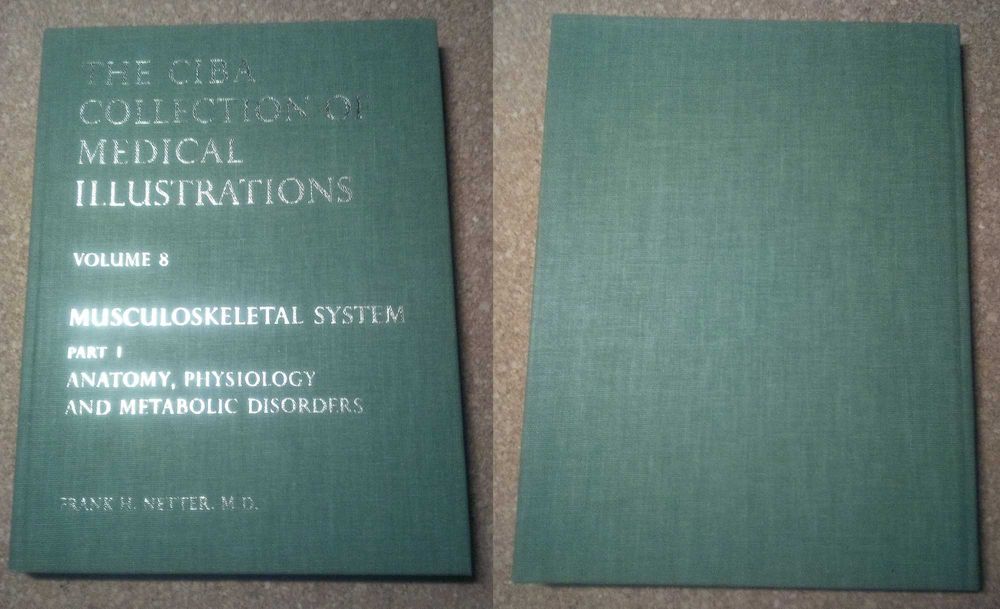 THE CIBA
COLLECTION OF
MEDICAL
ILLUSTRATIONS
VOLUME 8
MUSCULOSKELETAL SYSTEM
PART I
ANATOMY, PHYSIOLOGY
AND METABOLIC DISORDERS
FRANK H. NETTER, M.D.